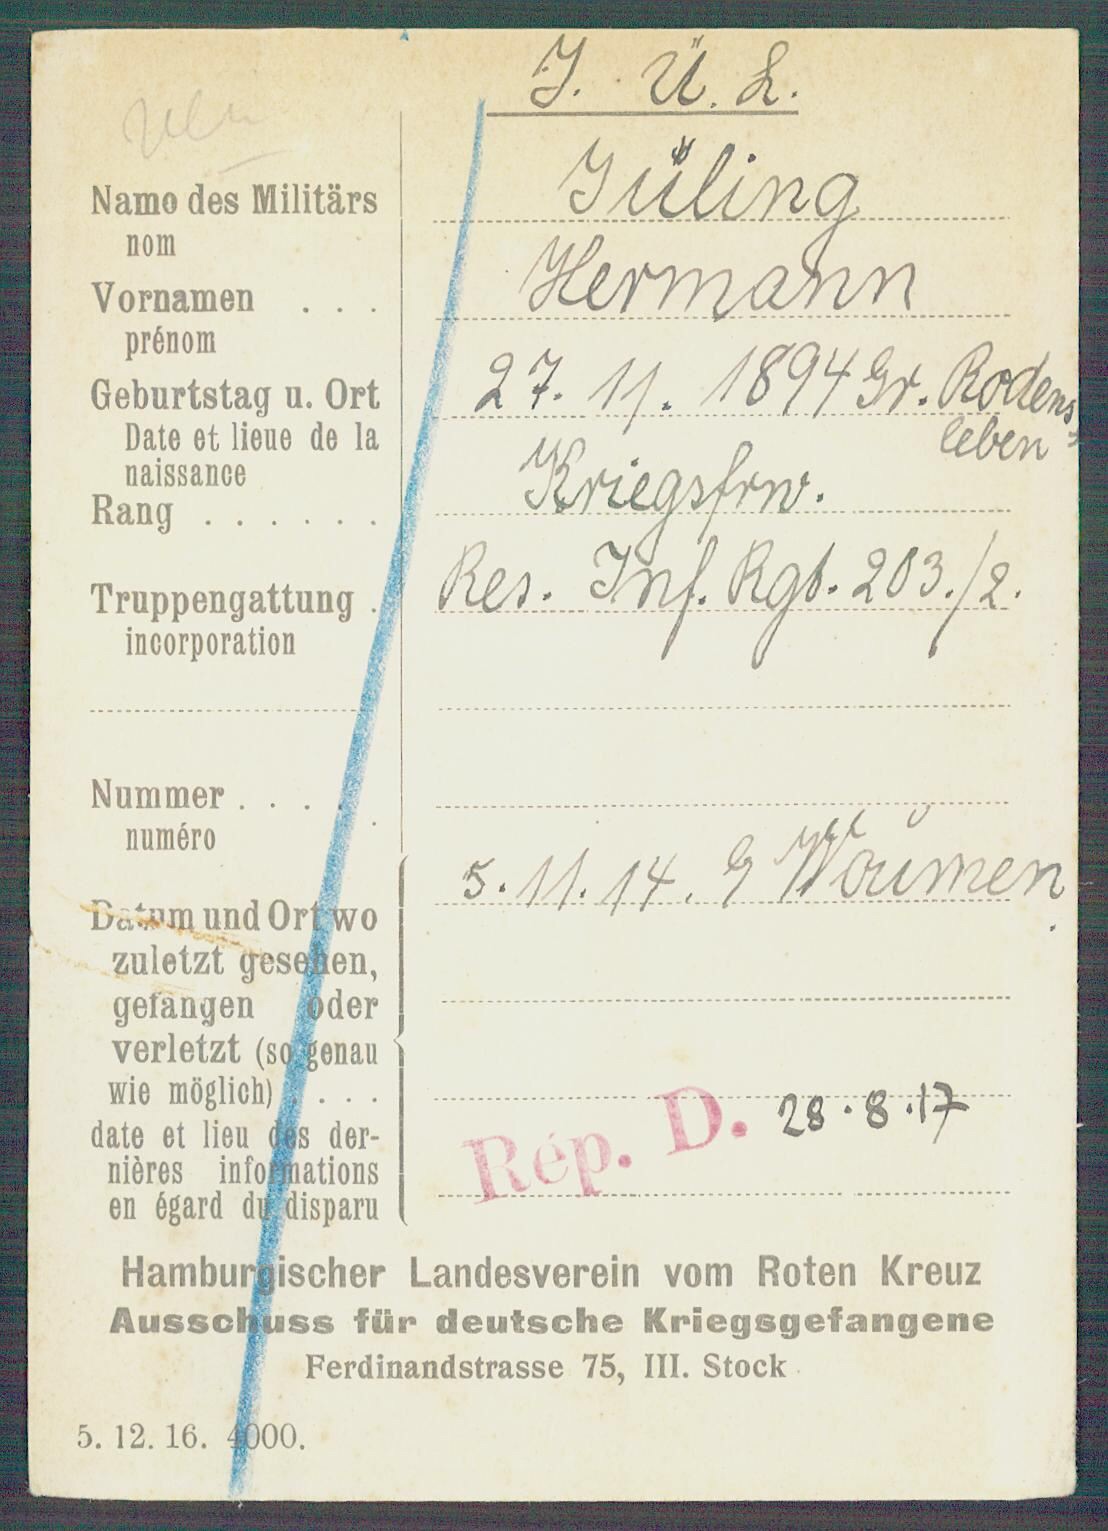 J. Ü. L.
Namo des Militärs Jüling
nom
Vornamen . . . Hermann
prénom
Geburtstag u. Ort 27. 11. 1894 Gr. Rodens-
Date et lieue de la leben
naissance
Rang . . . . . . Kriegsfrw.
Truppengattung . Res. Inf. Rgt. 203./2.
incorporation
Nummer . . . .
numéro
5. 11. 14. Woumen
Datum und Ort wo
zuletzt gesehen,
gefangen oder
verletzt (so genau
wie möglich) . . . .
Rép. D. 28.8.17
date et lieu des der-
nières informations
en égard du disparu
Hamburgischer Landesverein vom Roten Kreuz
Ausschuss für deutsche Kriegsgefangene
Ferdinandstrasse 75, III. Stock
5. 12. 16. 4000.